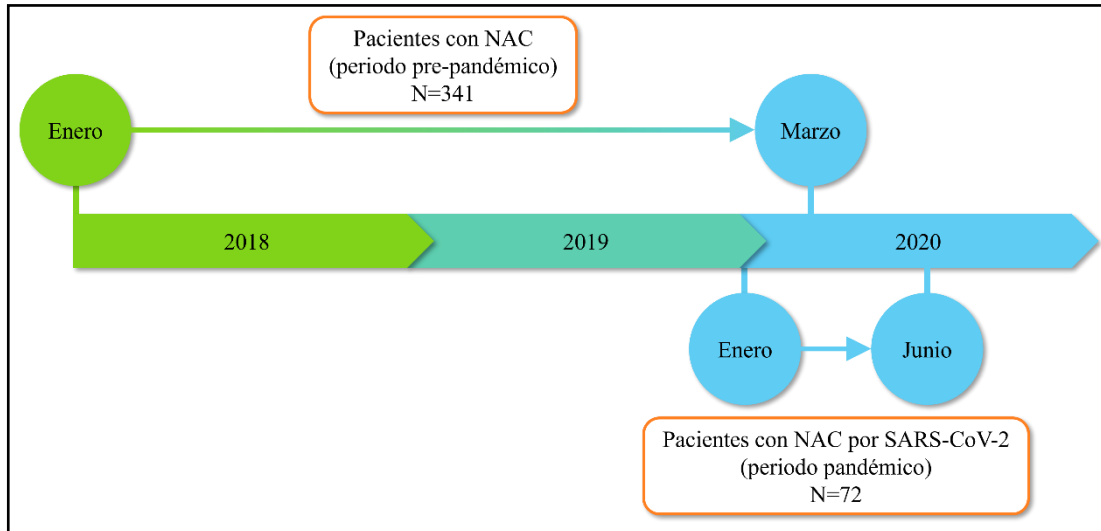 Pacientes con NAC
(periodo pre-pandémico)
N=341
Enero
Marzo
2018
2019
2020
Enero
Junio
Pacientes con NAC por SARS-CoV-2
(periodo pandémico)
N=72